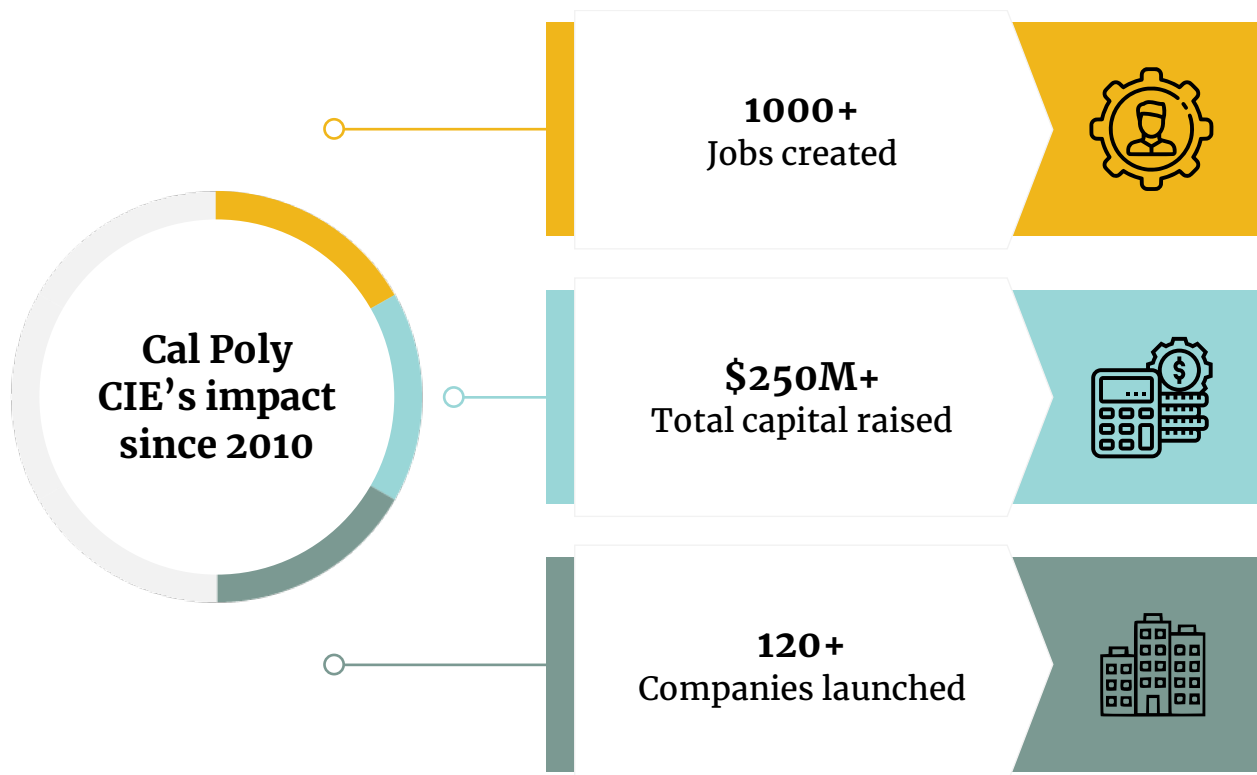 Cal Poly
CIE’s impact
since 2010
1000+
Jobs created
$250M+
Total capital raised
$
120+
Companies launched